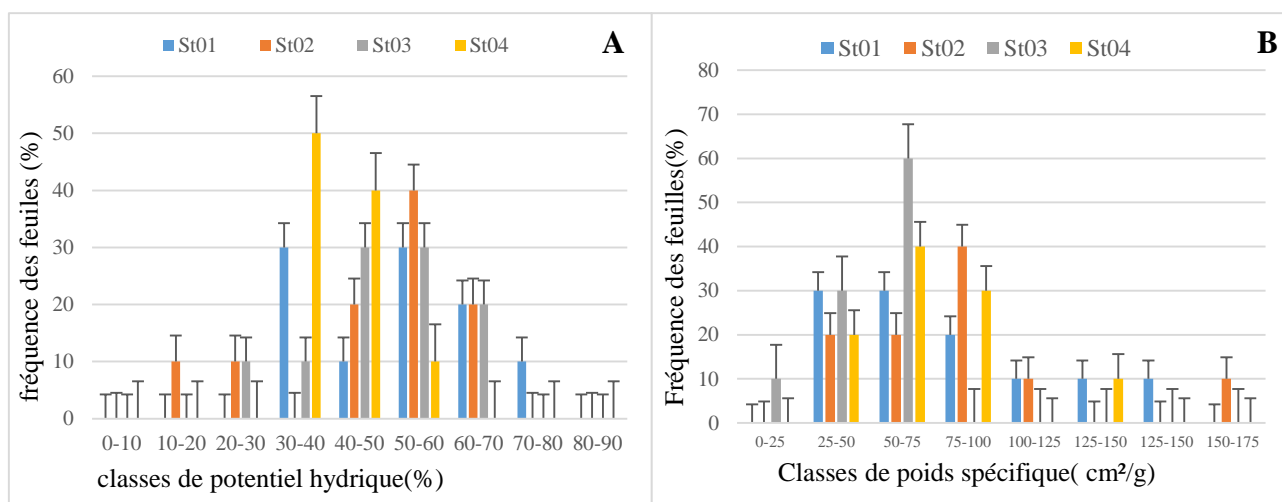 St01 St02 St03 St04
A
60
50
40
30
20
10
0
fréquence des feuiles (%)
0-10 10-20 20-30 30-40 40-50 50-60 60-70 70-80 80-90
classes de potentiel hydrique(%)
B
St01 St02 St03 St04
80
70
60
50
40
30
20
10
0
Fréquence des feuilles(%)
0-25 25-50 50-75 75-100 100-125 125-150 125-150 150-175
Classes de poids spécifique( cm²/g)